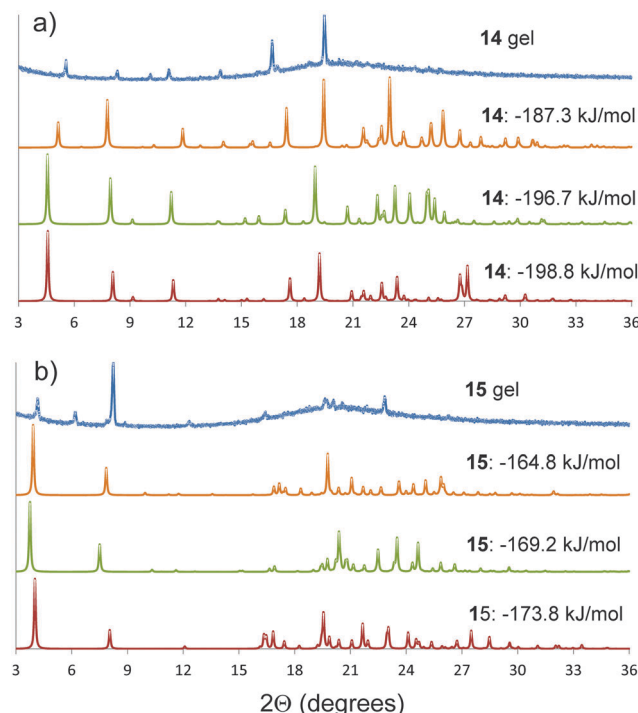 a)
14 gel
14: -187.3 kJ/mol
14: -196.7 kJ/mol
14: -198.8 kJ/mol
3 6 9 12 15 18 21 24 27 30 33 36
b)
15 gel
15: -164.8 kJ/mol
15: -169.2 kJ/mol
15: -173.8 kJ/mol
3 6 9 12 15 18 21 24 27 30 33 36
2Θ (degrees)